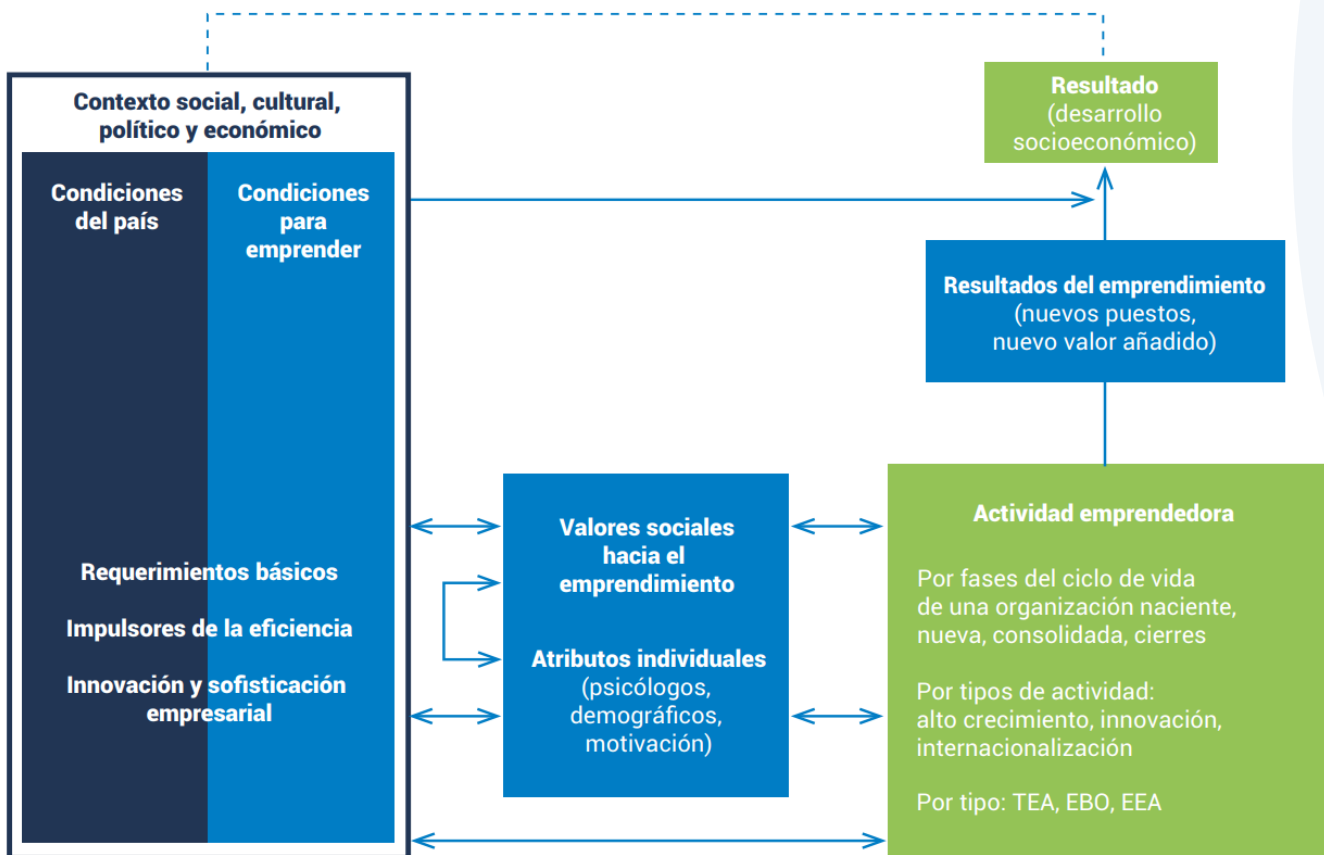 Contexto social, cultural,
político y económico
Condiciones
del país
Condiciones
para
emprender
Requerimientos básicos
Impulsores de la eficiencia
Innovación y sofisticación
empresarial
Valores sociales
hacia el
emprendimiento
Atributos individuales
(psicólogos,
demográficos,
motivación)
Resultado
(desarrollo
socioeconómico)
Resultados del emprendimiento
(nuevos puestos,
nuevo valor añadido)
Actividad emprendedora
Por fases del ciclo de vida
de una organización naciente,
nueva, consolidada, cierres
Por tipos de actividad:
alto crecimiento, innovación,
internacionalización
Por tipo: TEA, EBO, EEA